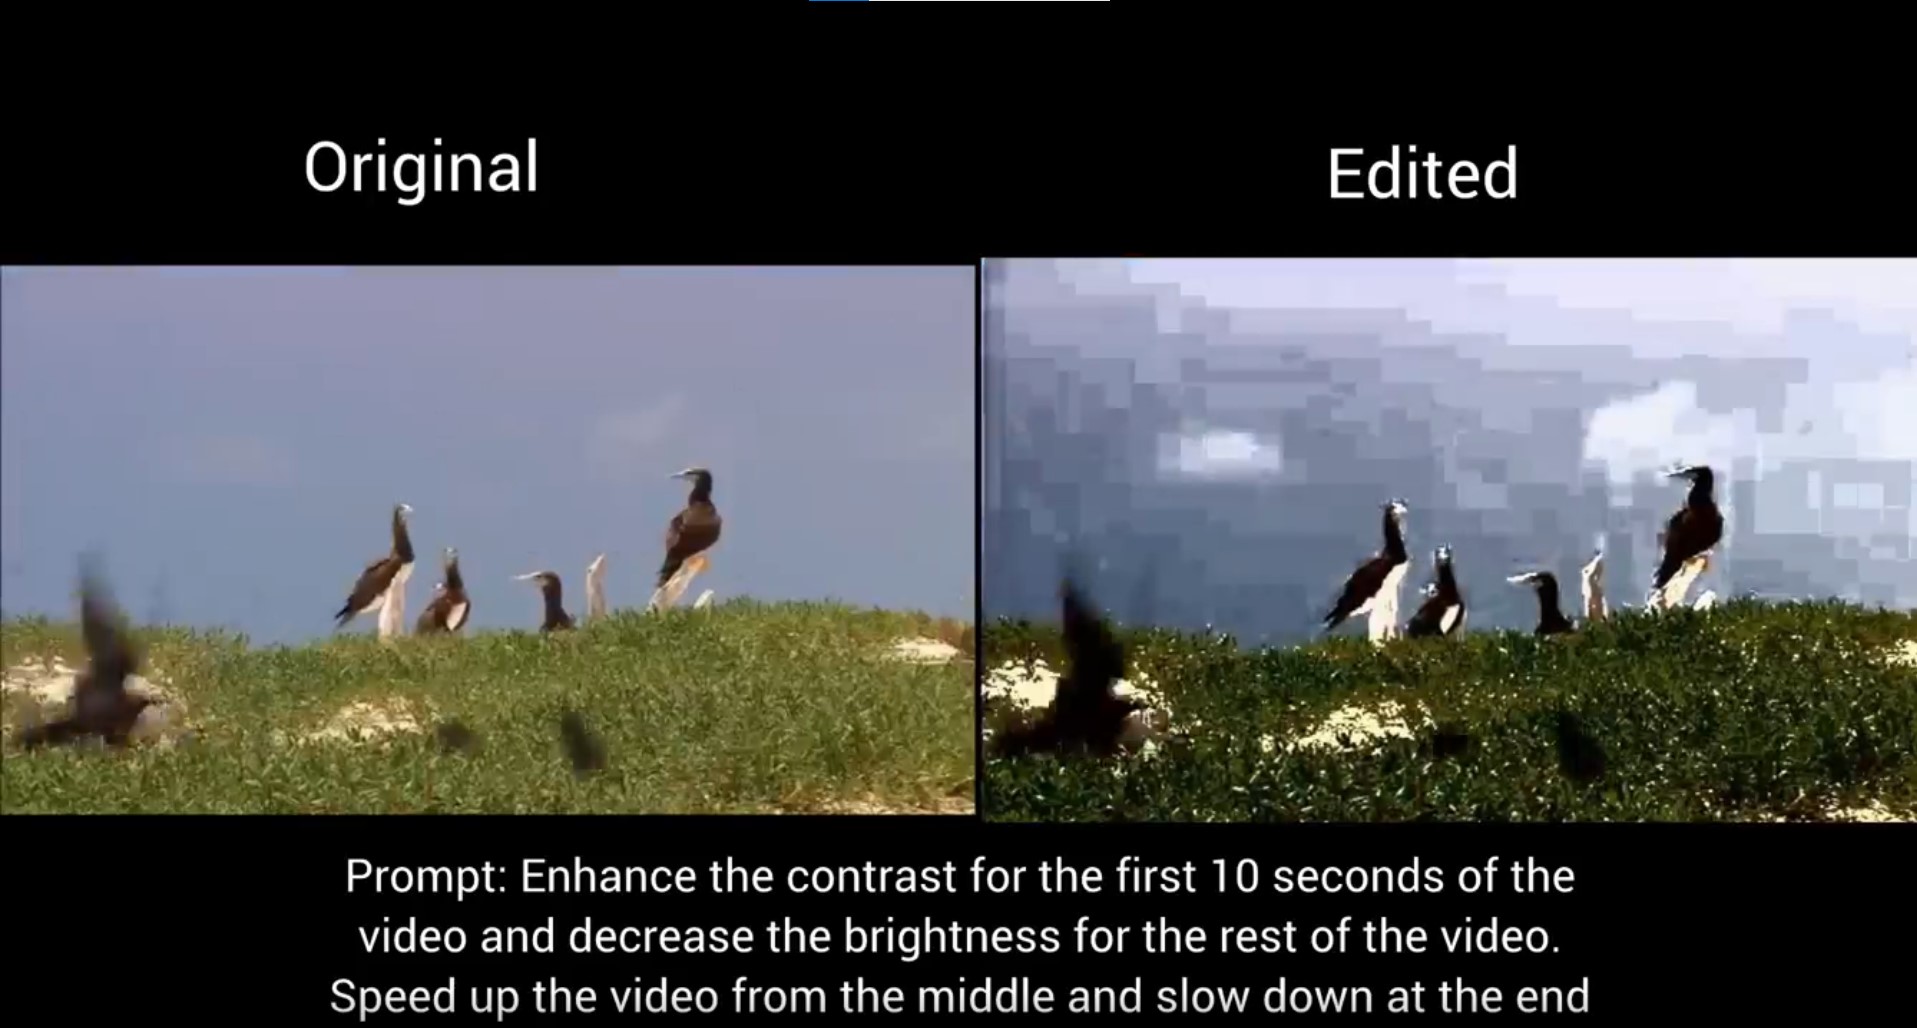 Original
Edited
Prompt: Enhance the contrast for the first 10 seconds of the
video and decrease the brightness for the rest of the video.
Speed up the video from the middle and slow down at the end